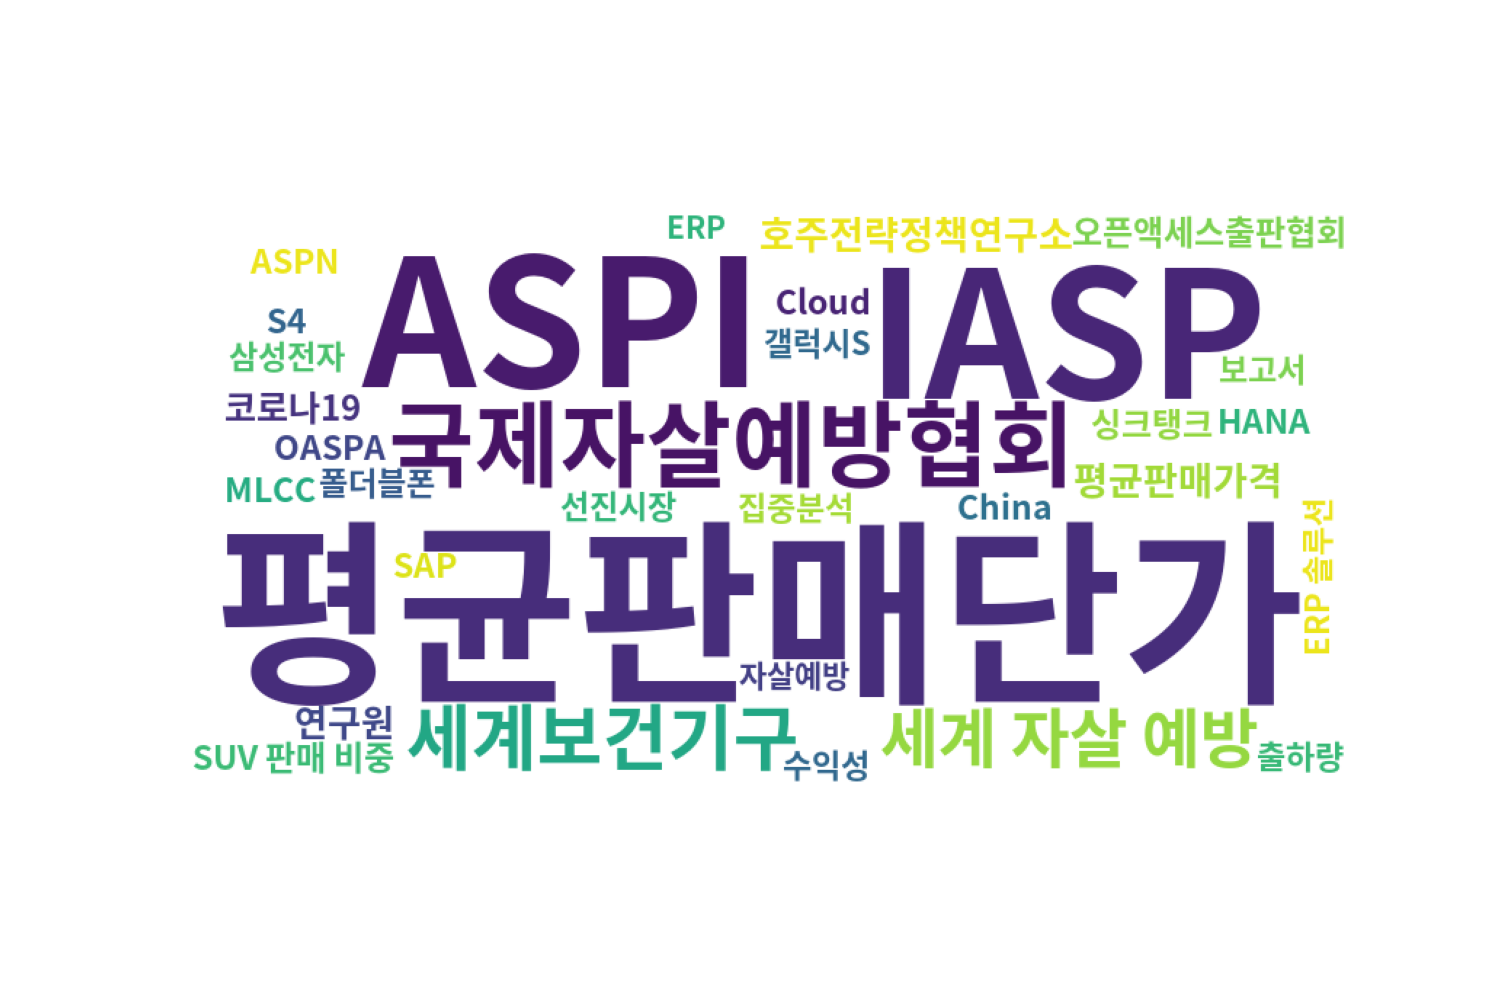 ERP
호주전략정책연구소
오픈액세스출판협회
ASPN
ASPI
IASP
Cloud
S4
갤럭시S
삼성전자
보고서
코로나19
국제자살예방협회
싱크탱크
HANA
OASPA
MLCC
폴더블폰
평균판매가격
선진시장
집중분석
China
SAP
평균판매단가
ERP 솔루션
자살예방
연구원
세계보건기구
세계 자살 예방
SUV 판매 비중
수익성
출하량